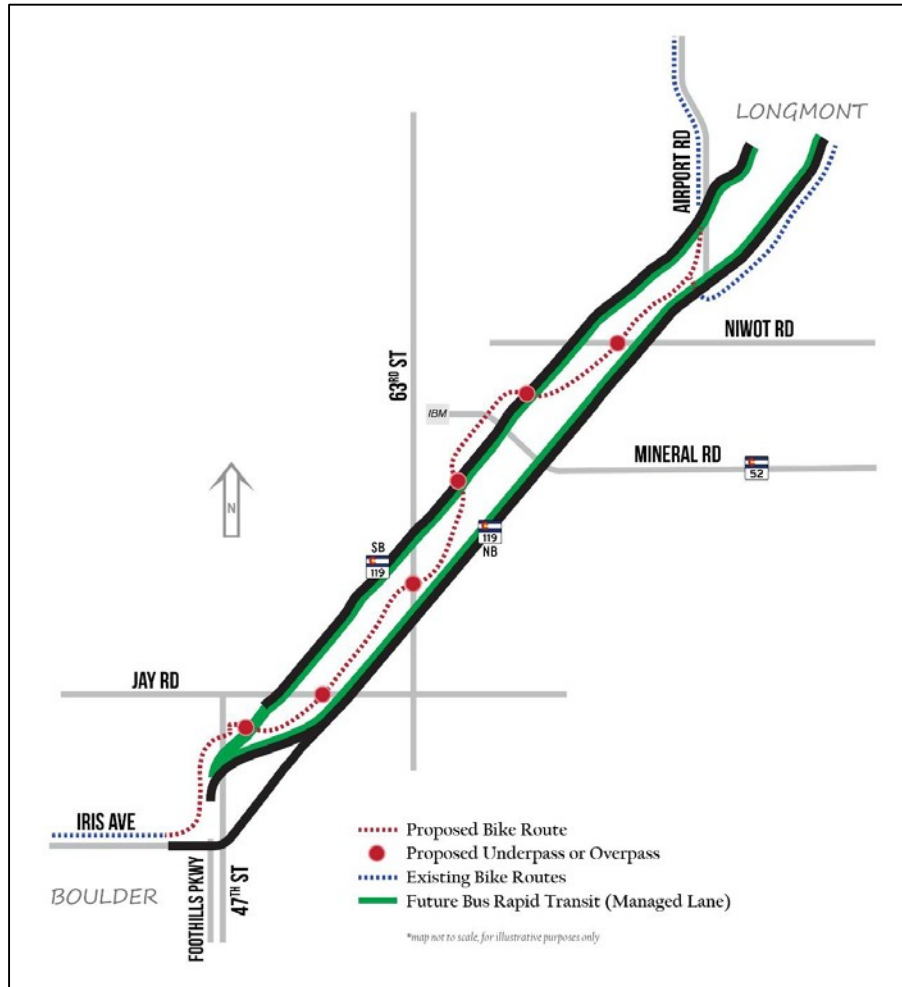 LONGMONT
AIRPORT RD
NIWOT RD
63RD ST
IBM
MINERAL RD
52
N
119
NB
SB
119
JAY RD
IRIS AVE
BOULDER
FOOTHILLS PKWY
47TH ST
Proposed Bike Route
Proposed Underpass or Overpass
Existing Bike Routes
Future Bus Rapid Transit (Managed Lane)
*map not to scale, for illustrative purposes only